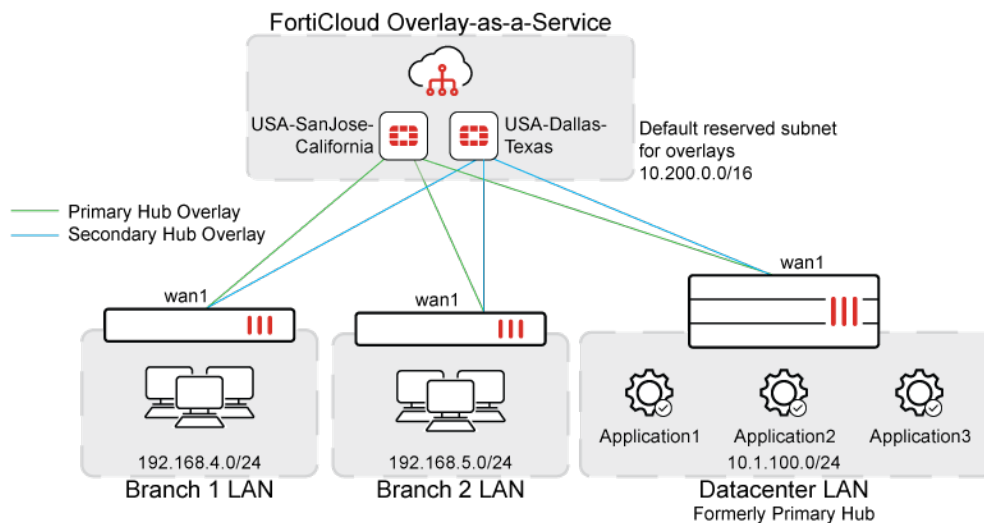 FortiCloud Overlay-as-a-Service
USA-SanJose-
California
USA-Dallas-
Texas
Default reserved subnet
for overlays
10.200.0.0/16
Primary Hub Overlay
Secondary Hub Overlay
wan1
wan1
wan1
Application1
Application2
Application3
192.168.4.0/24
192.168.5.0/24
10.1.100.0/24
Branch 1 LAN
Branch 2 LAN
Datacenter LAN
Formerly Primary Hub